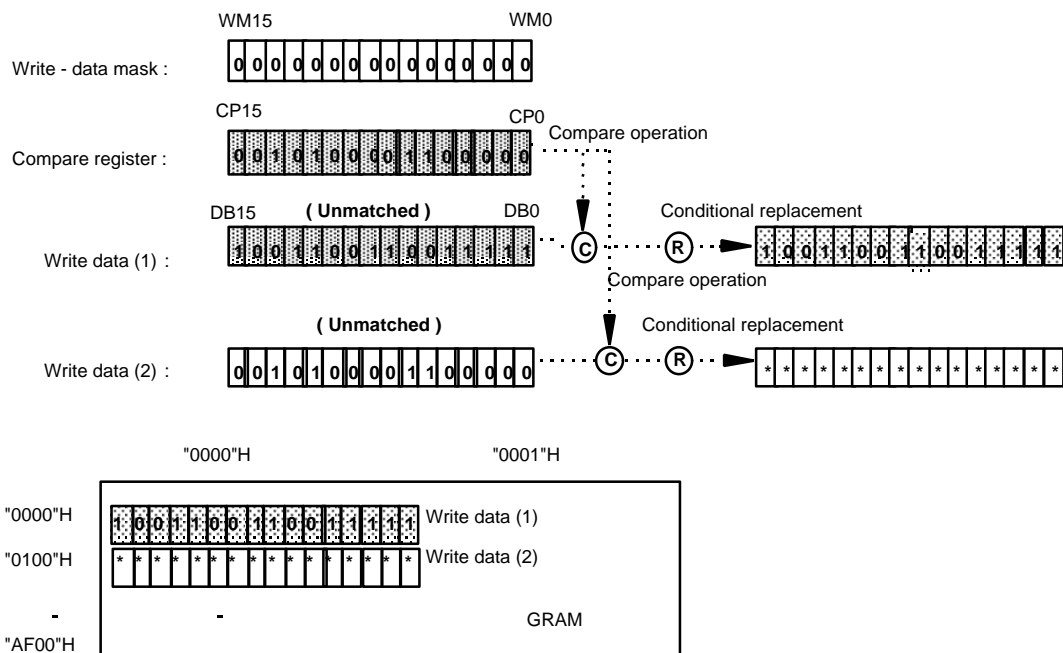 WM15 WM0
Write - data mask : 0 0 0 0 0 0 0 0 0 0 0 0 0 0 0 0
CP15 CP0
Compare operation
Compare register : 0 0 1 0 1 0 0 0 0 1 1 0 0 0 0 0
DB15 ( Unmatched ) DB0 Conditional replacement
Write data (1) : 1 0 0 1 1 0 0 1 1 0 0 1 1 1 1 1 C R 1 0 0 1 1 0 0 1 1 0 0 1 1 1 1 1
Compare operation
( Unmatched ) Conditional replacement
Write data (2) : 0 0 1 0 1 0 0 0 0 1 1 0 0 0 0 0 C R * * * * * * * * * * * * * * * *
"0000"H "0001"H
"0000"H 1 0 0 1 1 0 0 1 1 0 0 1 1 1 1 1 Write data (1)
"0100"H * * * * * * * * * * * * * * * * Write data (2)
- - GRAM
"AF00"H